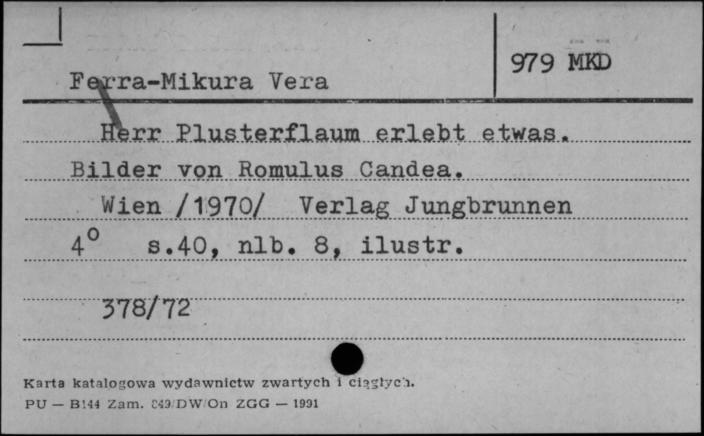 979 MKD
Ferra-Mikura Vera
Herr Plusterflaum erlebt etwas.
Bilder von Romulus Candea.
Wien /1970/ Verlag Jungbrunnen
4° s.40, nlb. 8, ilustr.
378/72
Karta katalogowa wydawnictw zwartych i ciągłych.
PU — B144 Zam. 849/DW/On ZGG — 1991